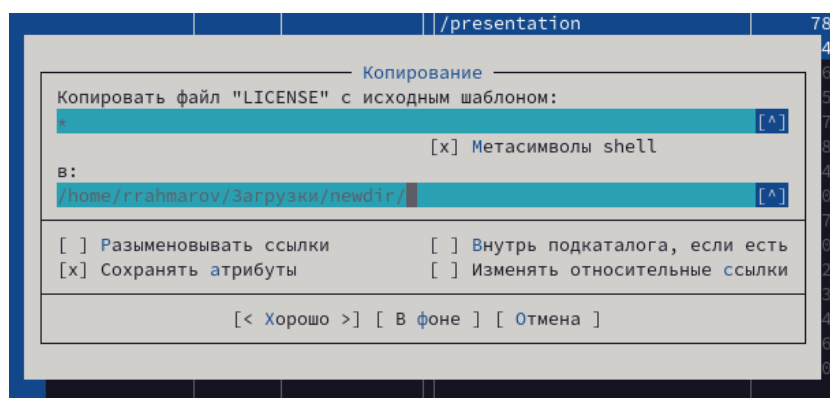 /presentation 78
Копирование
Копировать файл "LICENSE" с исходным шаблоном:
* [^]
[x] Метасимволы shell
в:
/home/rrahmarov/Загрузки/newdir/ [^]
[ ] Разыменовывать ссылки [ ] Внутрь подкаталога, если есть
[x] Сохранять атрибуты [ ] Изменять относительные ссылки
[< Хорошо >] [ В фоне ] [ Отмена ]